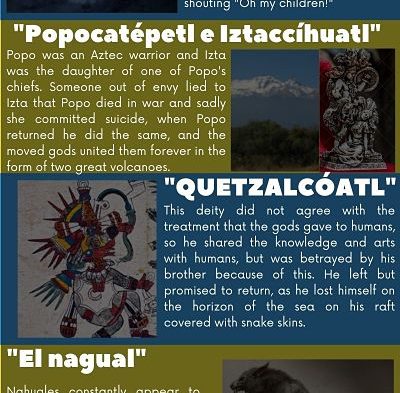 shouting "Oh my children!"
"Popocatépetl e Iztaccíhuatl"
Popo was an Aztec warrior and Izta
was the daughter of one of Popo's
chiefs. Someone out of envy lied to
Izta that Popo died in war and sadly
she committed suicide, when Popo
returned he did the same, and the
moved gods united them forever in the
form of two great volcanoes.
"QUETZALCÓATL"
This deity did not agree with the
treatment that the gods gave to humans,
so he shared the knowledge and arts
with humans, but was betrayed by his
brother because of this. He left but
promised to return, as he lost himself on
the horizon of the sea on his raft
covered with snake skins.
"El nagual"
Nahuales constantly appear to